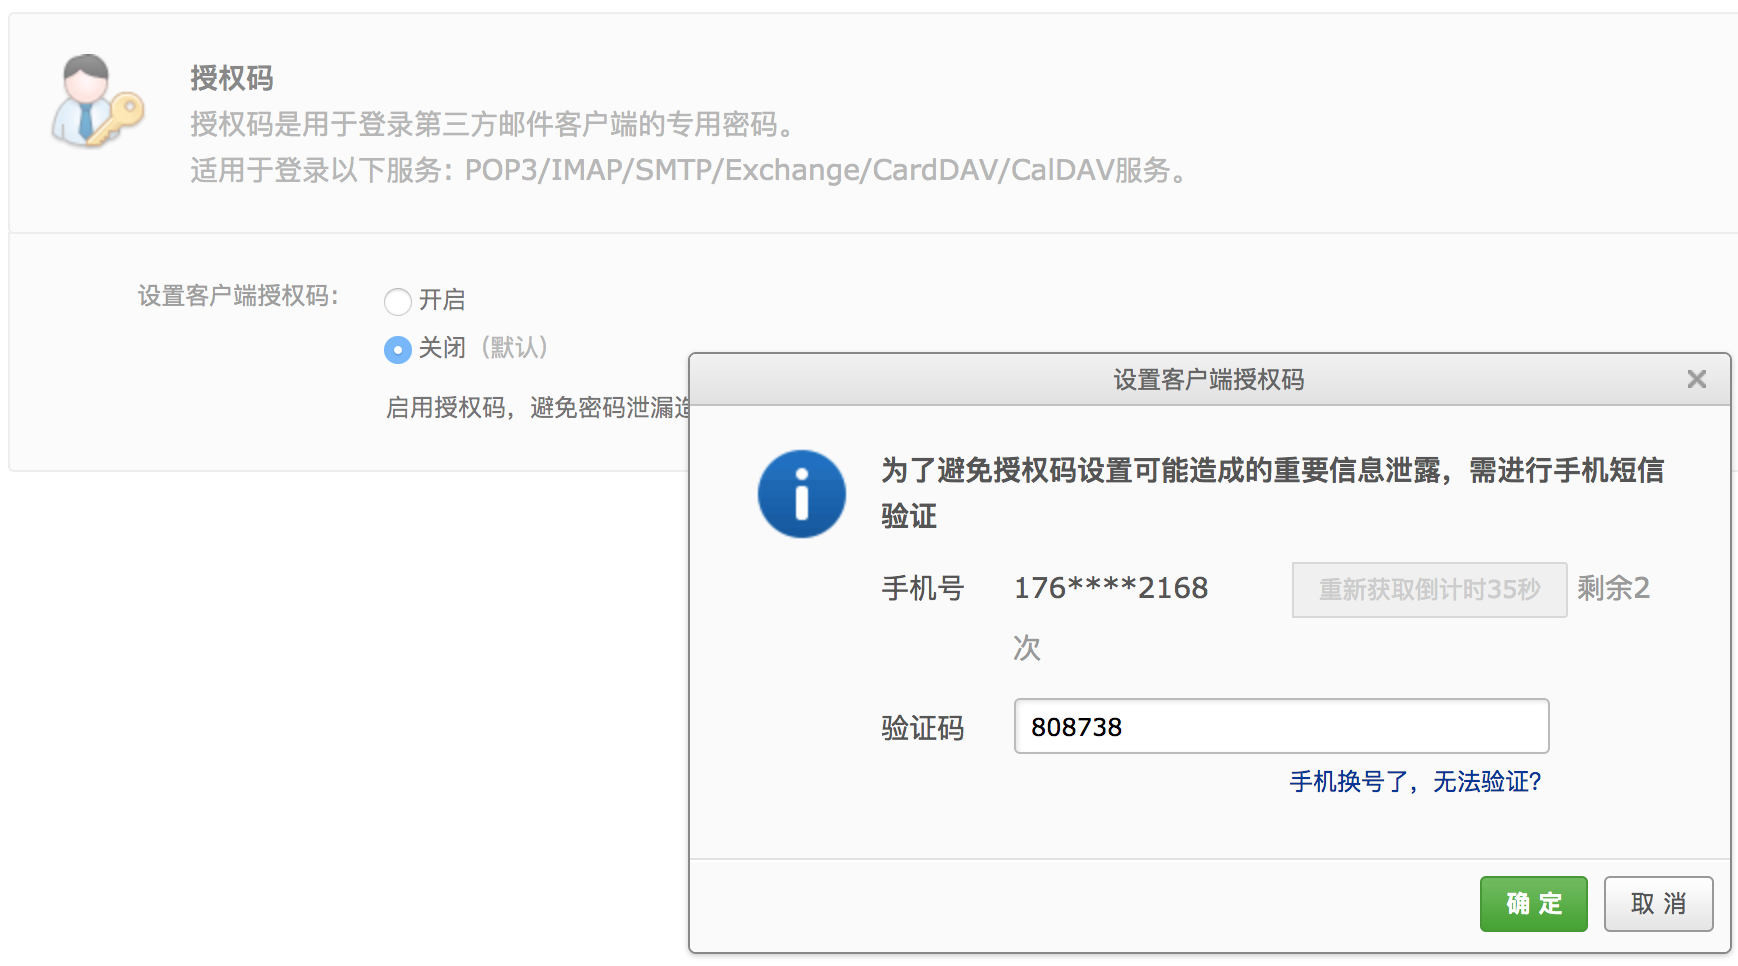 授权码
授权码是用于登录第三方邮件客户端的专用密码。
适用于登录以下服务：POP3/IMAP/SMTP/Exchange/CardDAV/CalDAV服务。
设置客户端授权码：
开启
关闭（默认）
启用授权码，避免密码泄漏造
设置客户端授权码
为了避免授权码设置可能造成的重要信息泄露，需进行手机短信
验证
手机号 176****2168 重新获取倒计时35秒 剩余2
次
验证码 808738
手机换号了，无法验证?
确 定 取 消